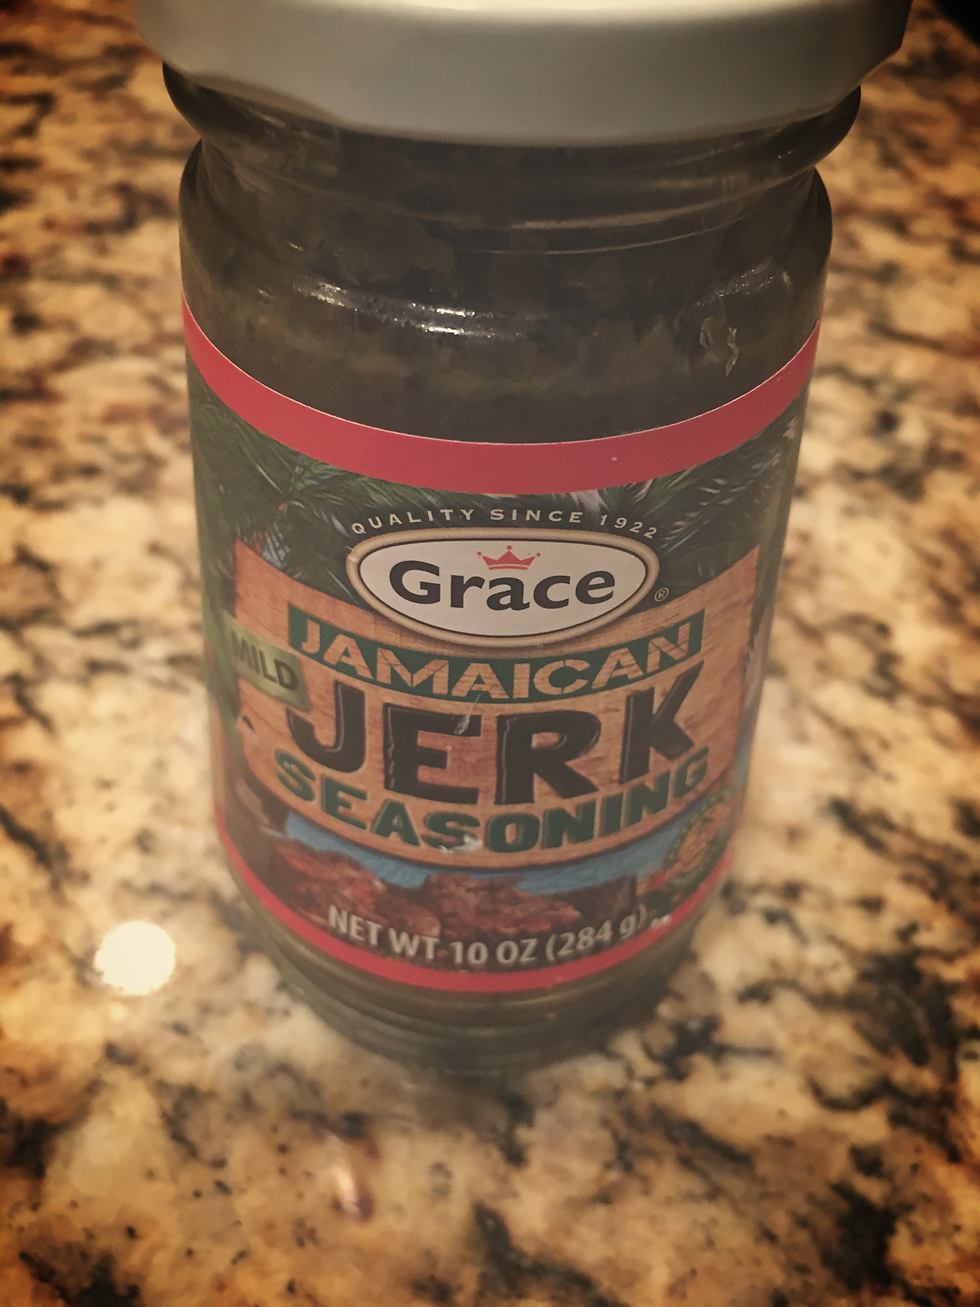 QUALITY SINCE 1922
Grace®
MILD
JAMAICAN
JERK
SEASONING
NET WT 10 OZ (284 g)